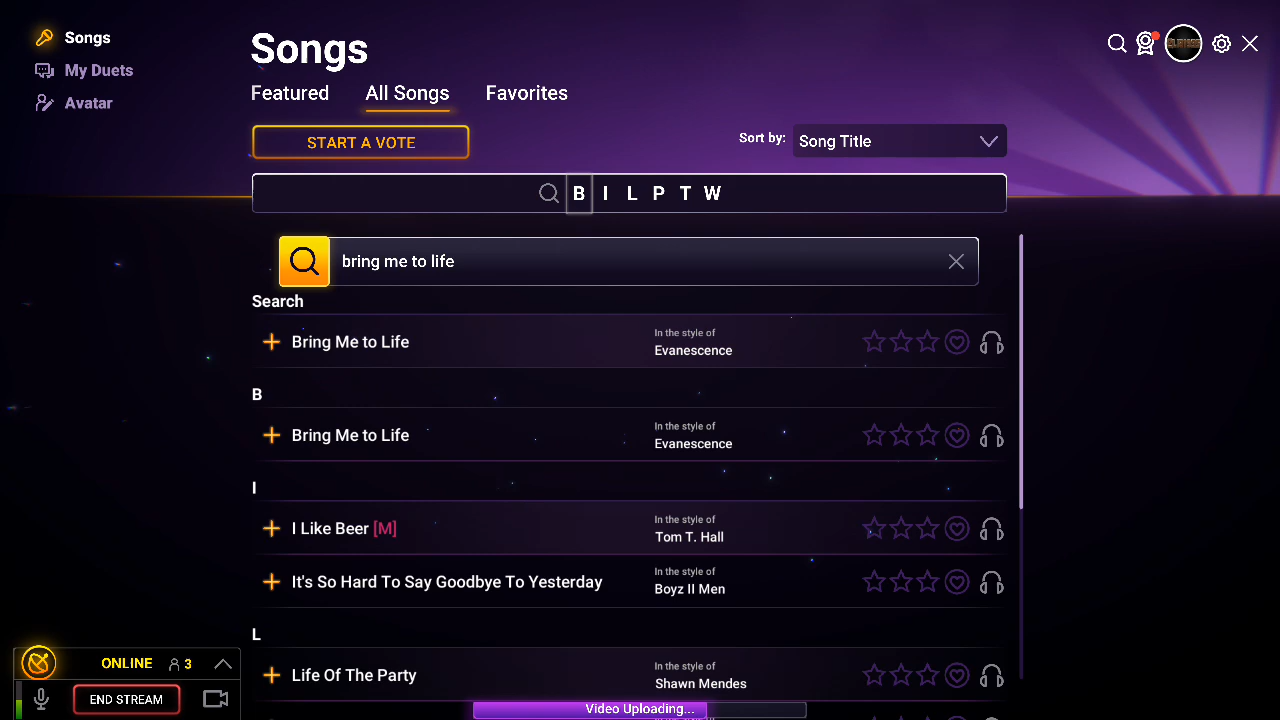 Songs
My Duets
Avatar
Songs
Featured All Songs Favorites
START A VOTE
Sort by: Song Title
B I L P T W
bring me to life
Search
Bring Me to Life
In the style of
Evanescence
B
Bring Me to Life
In the style of
Evanescence
I
I Like Beer [M]
In the style of
Tom T. Hall
It's So Hard To Say Goodbye To Yesterday
In the style of
Boyz II Men
L
Life Of The Party
In the style of
Shawn Mendes
ONLINE 3
END STREAM
Video Uploading...